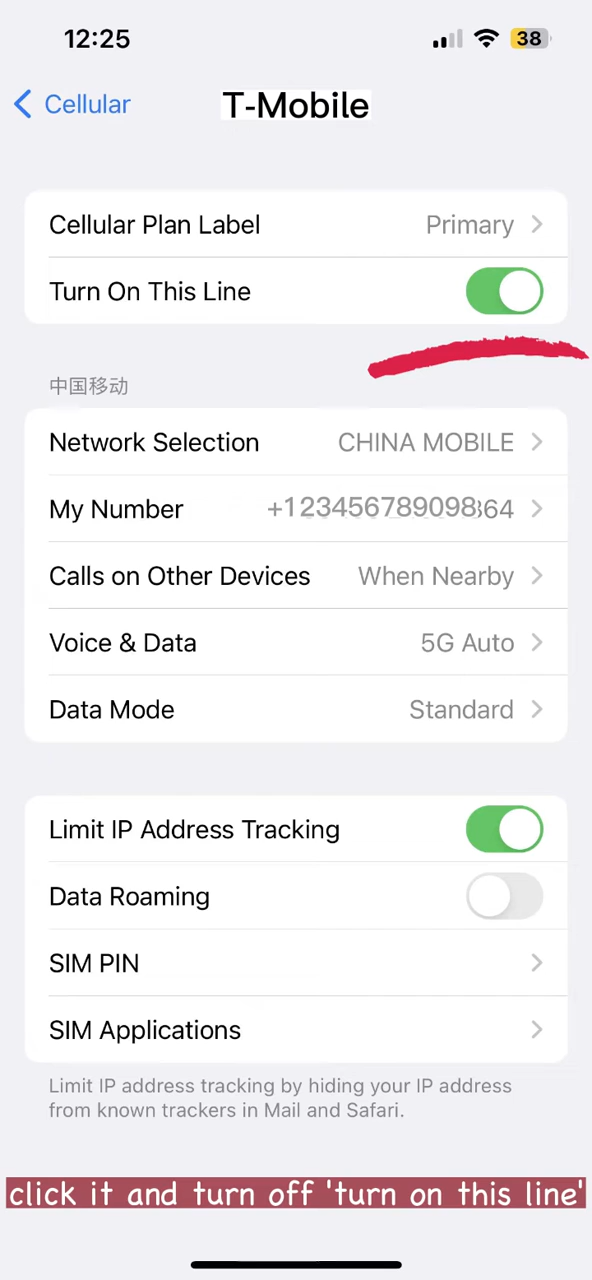 12:25
38
Cellular
T-Mobile
Cellular Plan Label Primary
Turn On This Line
中国移动
Network Selection CHINA MOBILE
My Number +123456789098364
Calls on Other Devices When Nearby
Voice & Data 5G Auto
Data Mode Standard
Limit IP Address Tracking
Data Roaming
SIM PIN
SIM Applications
Limit IP address tracking by hiding your IP address
from known trackers in Mail and Safari.
click it and turn off 'turn on this line'